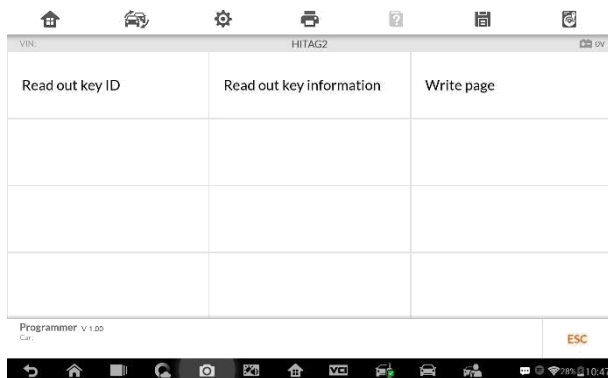 VIN:
HITAG2
0V
Read out key ID
Read out key information
Write page
Programmer V 1.00
Car:
ESC
VCI
28% 10:47